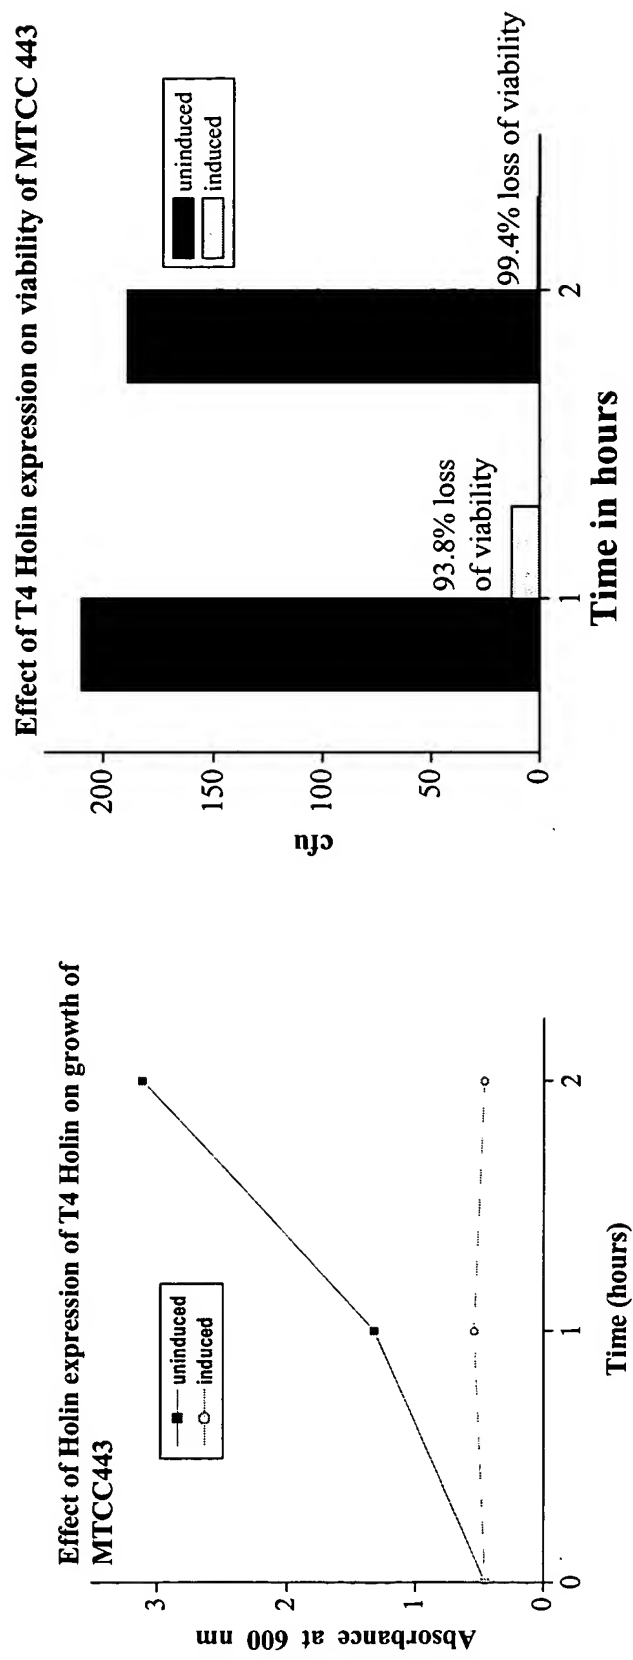 Effect of Holin expression of T4 Holin on growth of
MTCC443
uninduced
induced
Absorbance at 600 nm
3
2
1
0
0
1
2
Time (hours)
Effect of T4 Holin expression on viability of MTCC 443
uninduced
induced
cfu
200
150
100
50
0
93.8% loss
of viability
99.4% loss of viability
1
2
Time in hours